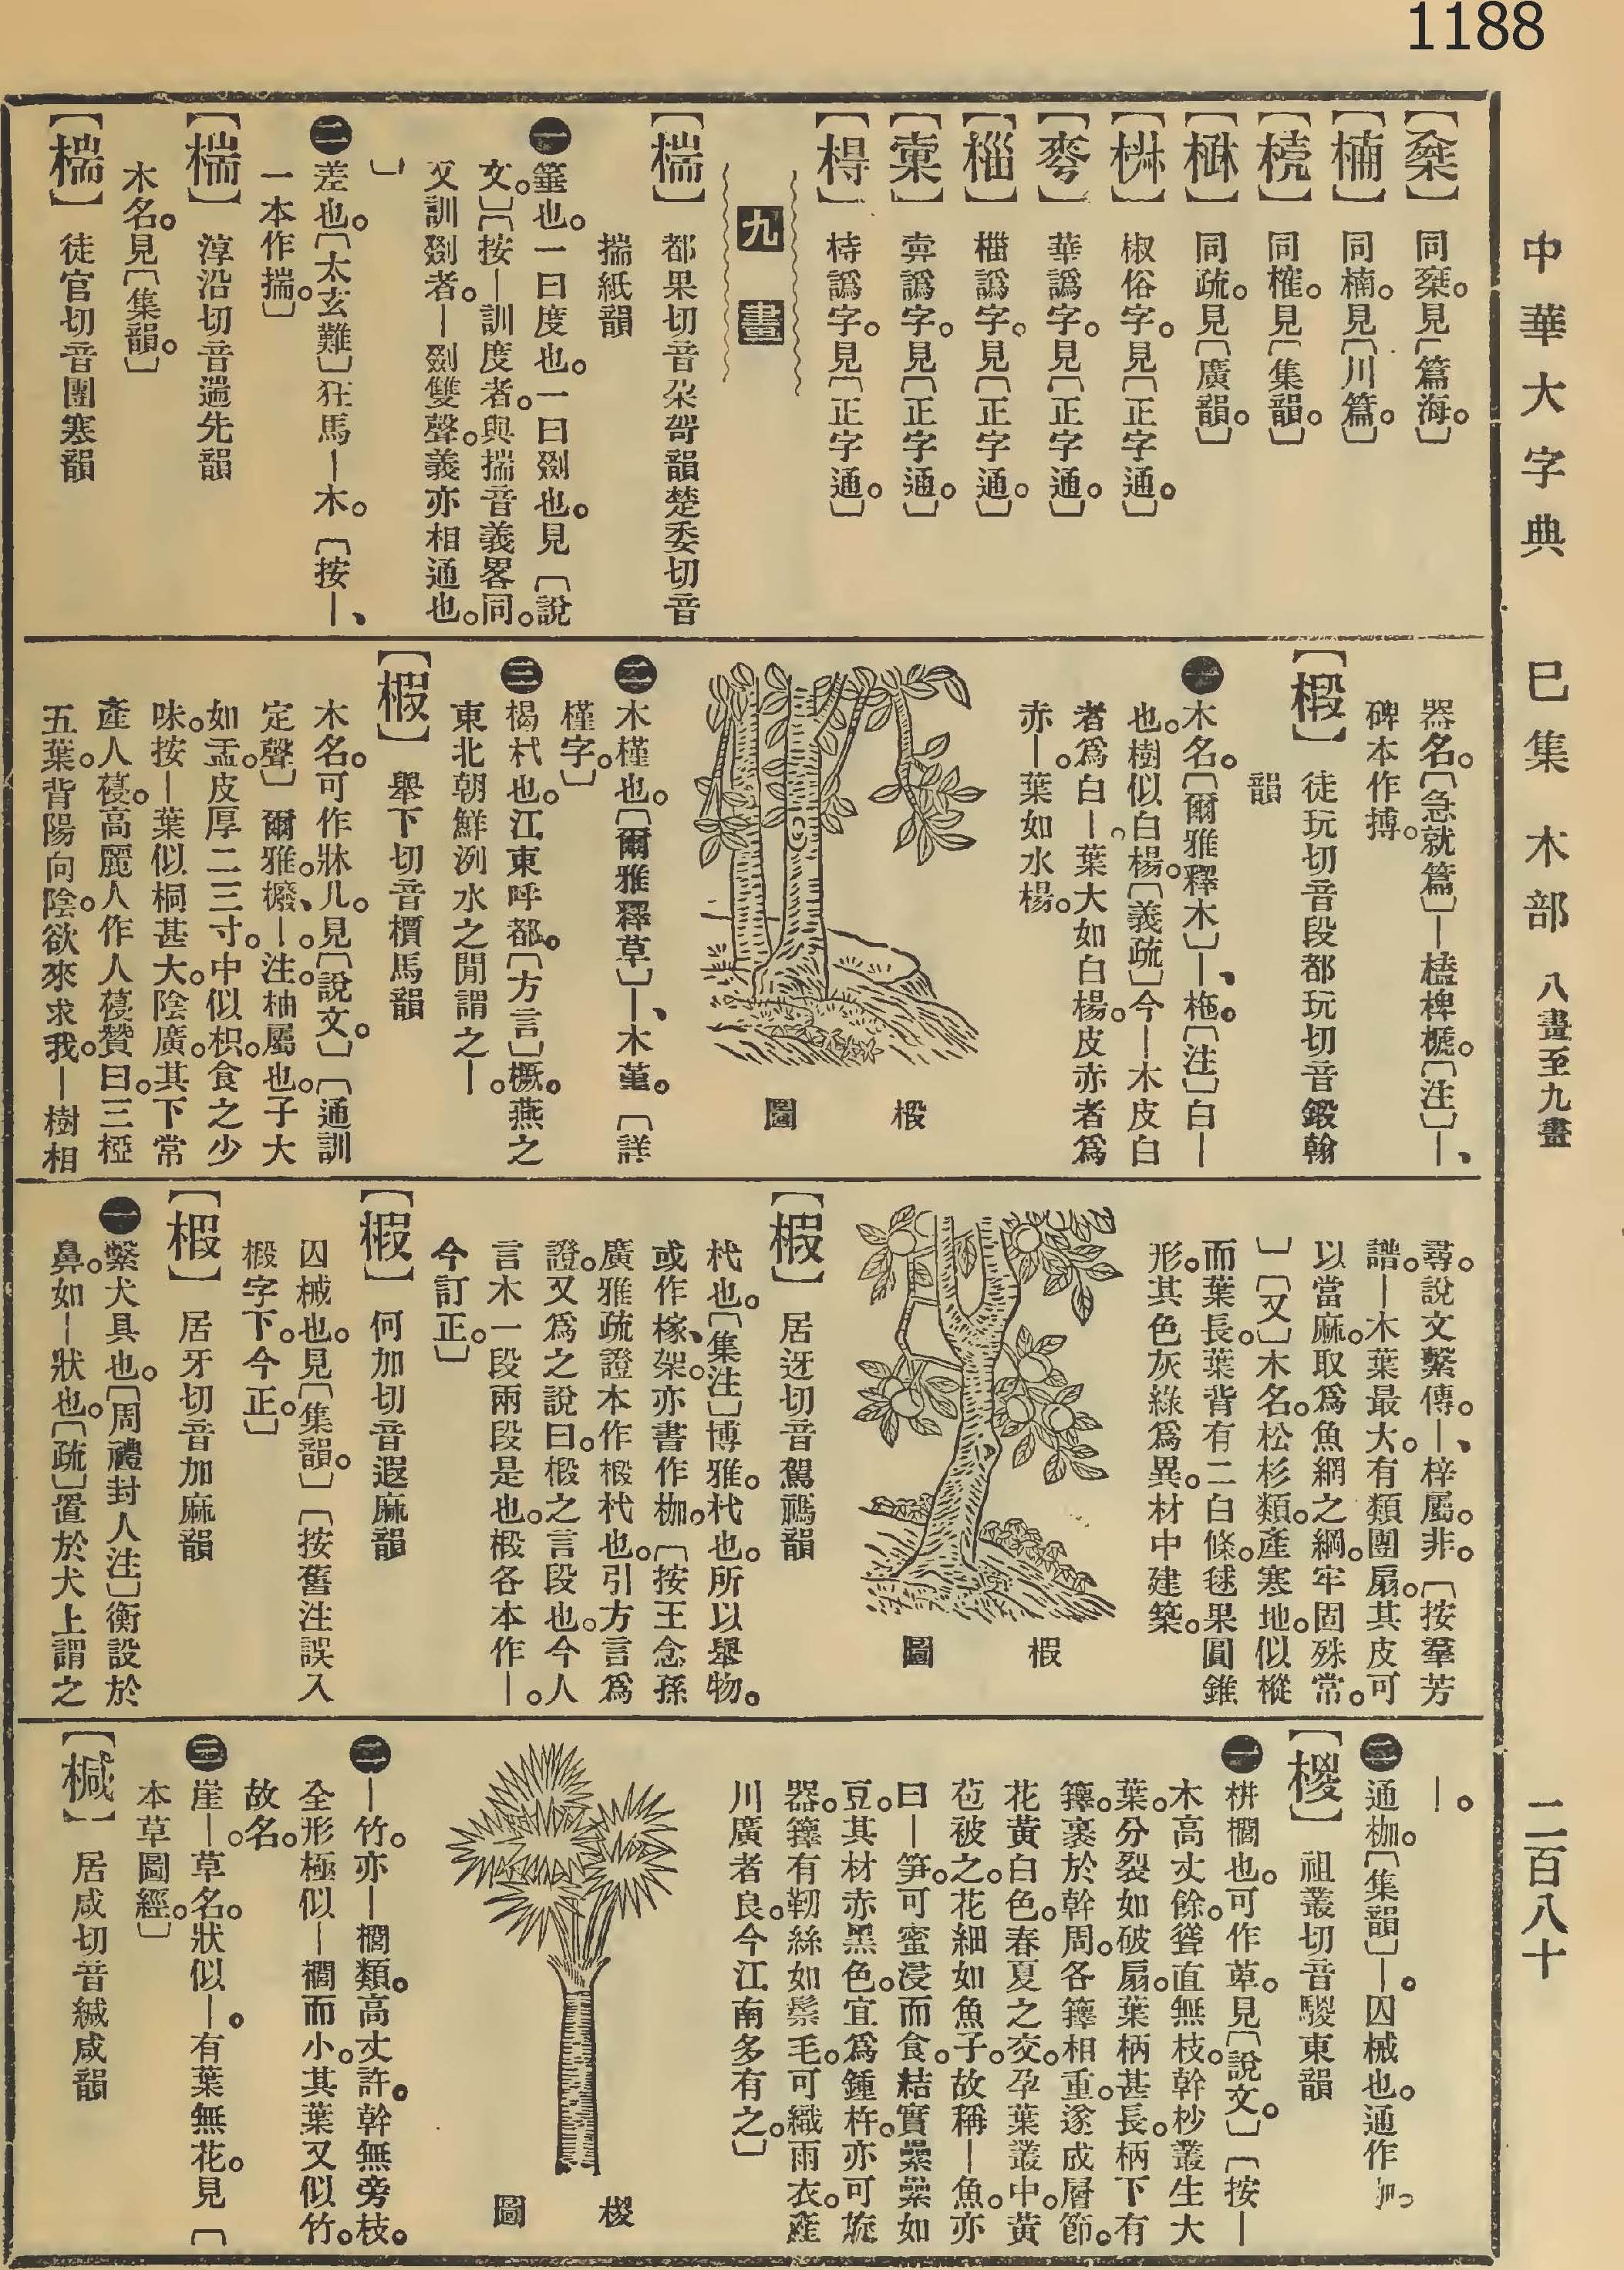 1188
中華大字典 巳集 木部 八畫至九畫 二百八十
【㮏】同㮏。見〔篇海。〕
【楠】同楠。見〔川篇。〕
同榷。見〔集韻。〕
同疏。見〔廣韻。〕
椒俗字。見〔正字通。〕
華譌字。見〔正字通。〕
椔譌字。見〔正字通。〕
譌字。見〔正字通。〕
譌字。見〔正字通。〕
九畫
【椯】都果切音朵哿韻楚委切音
揣紙韻
一箠也。一曰度也。一曰剟也。見〔說
文。〕〔按—訓度者。與揣音義畧同。
又訓剟者。—剟雙聲。義亦相通也。
〕
二差也。〔太玄難〕狂馬—木。〔按—、
一本作揣。〕
【椯】淳沿切音遄先韻
木名。見〔集韻。〕
【椯】徒官切音團寒韻
器名。〔急就篇〕—榼椑榹。〔注〕—、
碑本作搏。
【椴】徒玩切音段都玩切音鍛翰
韻
一木名。〔爾雅釋木〕—、柂。〔注〕白—
也。樹似白楊。〔義疏〕今—木皮白
者爲白—。葉大如白楊。皮赤者爲
赤—。葉如水楊。
椴圖
二木槿也。〔爾雅釋草〕—、木菫。〔詳
槿字。〕
三楬杙也。江東呼都。〔方言〕橛。燕之
東北朝鮮洌水之閒謂之—。
【椵】舉下切音檟馬韻
木名。可作牀几。見〔說文。〕〔通訓
定聲〕爾雅。櫠、—。注。柚屬也。子大
如盂。皮厚二三寸。中似枳。食之少
味。按—葉似桐甚大。陰廣。其下常
產人葠。高麗人作人葠贊曰。三椏
五葉。背陽向陰。欲來求我。—樹相
尋。說文繫傳。—、梓屬。非。〔按羣芳
譜。—木葉最大。有類團扇。其皮可
以當麻。取爲魚網之綱。牢固殊常。
〕〔又〕木名。松杉類。產寒地。似樅
而葉長。葉背有二白條。毬果圓錐
形。其色灰綠爲異。材中建築。
椵圖
【椵】居迓切音駕禡韻
杙也。〔集注〕博雅。杙也。所以舉物。
或作㮖、架。亦書作枷。〔按王念孫
廣雅疏證本作椴杙也。引方言爲
證。又爲之說曰。椴之言段也。今人
言木一段兩段是也。椴各本作—。
今訂正。〕
【椵】何加切音遐麻韻
囚械也。見〔集韻。〕〔按舊注誤入
椴字下。今正。〕
【椵】居牙切音加麻韻
一繫犬具也。〔周禮封人注〕衡設於
鼻。如—狀也。〔疏〕置於犬上謂之
—。
二通枷。〔集韻〕—。囚械也。通作枷。
【椶】祖叢切音騣東韻
一栟櫚也。可作萆。見〔說文。〕〔按—
木高丈餘。聳直無枝。幹杪叢生大
葉。分裂如破扇。葉柄甚長。柄下有
籜。裹於幹周。各籜相重。遂成層節。
花黃白色。春夏之交。孕葉叢中。黃
苞被之。花細如魚子。故稱—魚。亦
曰—笋。可蜜浸而食。結實纍纍如
豆。其材赤黑色。宜爲鍾杵。亦可旋
器。籜有韌絲如鬃毛。可織雨衣。產
川廣者良。今江南多有之。〕
椶圖
二—竹。亦—櫚類。高丈許。幹無旁枝。
全形極似—櫚而小。其葉又似竹。
故名。
三崖—。草名。狀似—。有葉無花。見〔
本草圖經。〕
【椷】居咸切音緘咸韻